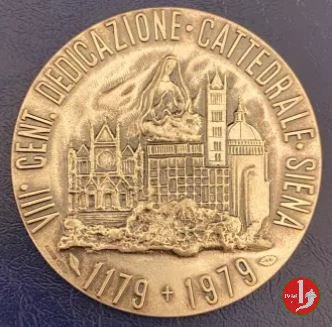 VIII · CENT. DEDICAZIONE · CATTEDRALE · SIENA
1179 + 1979